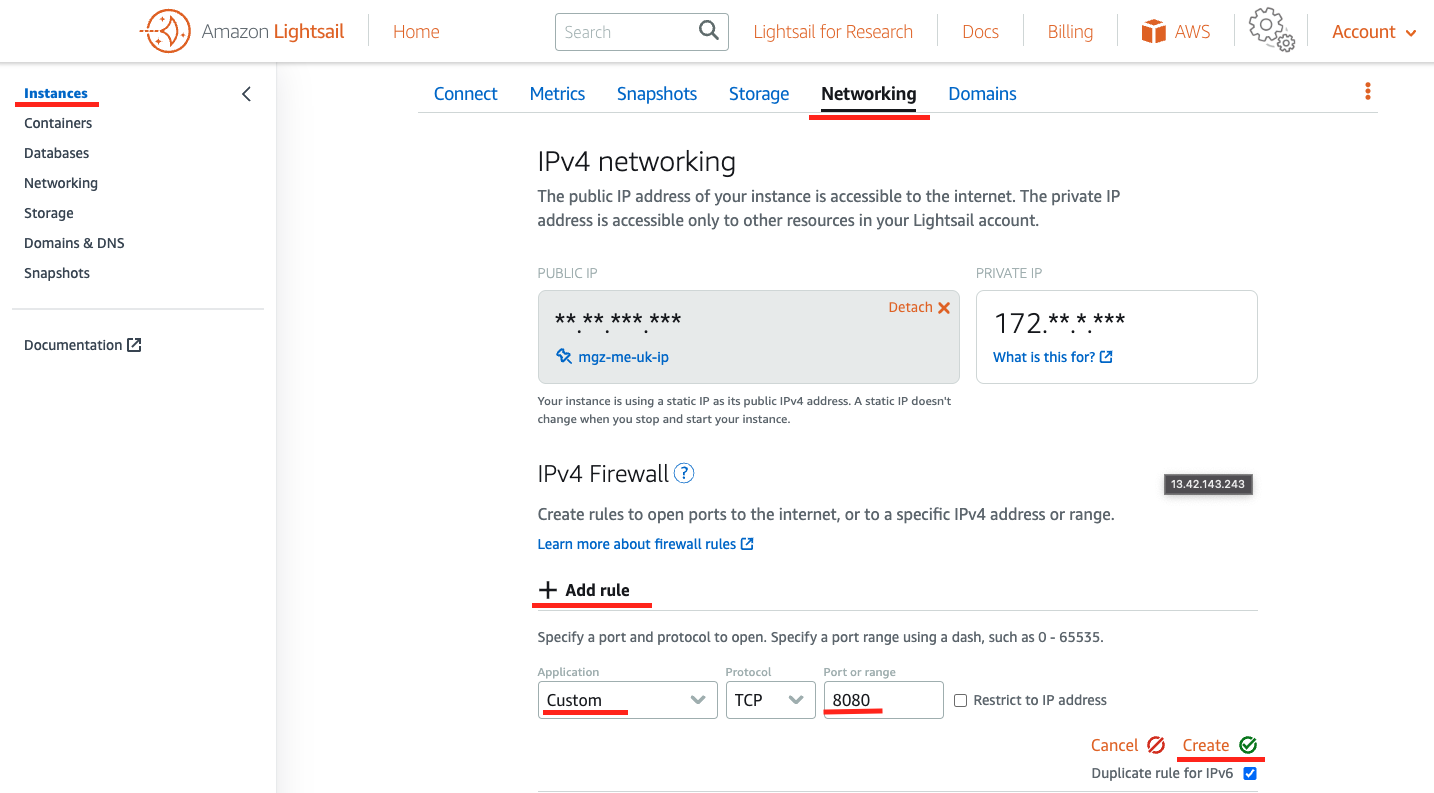 Amazon Lightsail
Home
Search
Lightsail for Research
Docs
Billing
AWS
Account
Instances
Containers
Databases
Networking
Storage
Domains & DNS
Snapshots
Documentation
Connect
Metrics
Snapshots
Storage
Networking
Domains
IPv4 networking
The public IP address of your instance is accessible to the internet. The private IP
address is accessible only to other resources in your Lightsail account.
PUBLIC IP
Detach
**.**.***.***
mgz-me-uk-ip
PRIVATE IP
172.**.*.***
What is this for?
Your instance is using a static IP as its public IPv4 address. A static IP doesn't
change when you stop and start your instance.
IPv4 Firewall ?
13.42.143.243
Create rules to open ports to the internet, or to a specific IPv4 address or range.
Learn more about firewall rules
Add rule
Specify a port and protocol to open. Specify a port range using a dash, such as 0 - 65535.
Application
Custom
Protocol
TCP
Port or range
8080
Restrict to IP address
Cancel
Create
Duplicate rule for IPv6